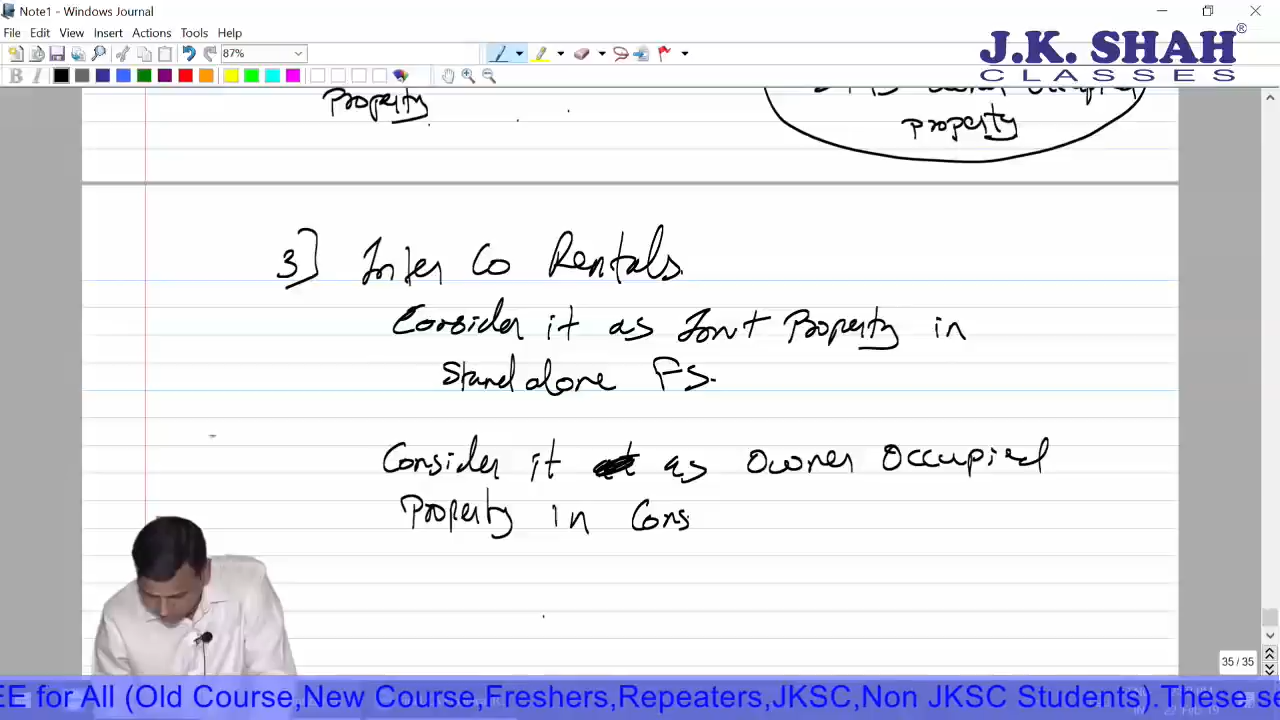 Note1 - Windows Journal
File Edit View Insert Actions Tools Help
87%
J.K. SHAH®
CLASSES
Property
property
3] Inter Co Rentals.
Consider it as Invt Property in
Standalone FS.
Consider it as Owner Occupied
Property in Cons
35 / 35
EE for All (Old Course,New Course,Freshers,Repeaters,JKSC,Non JKSC Students).These so